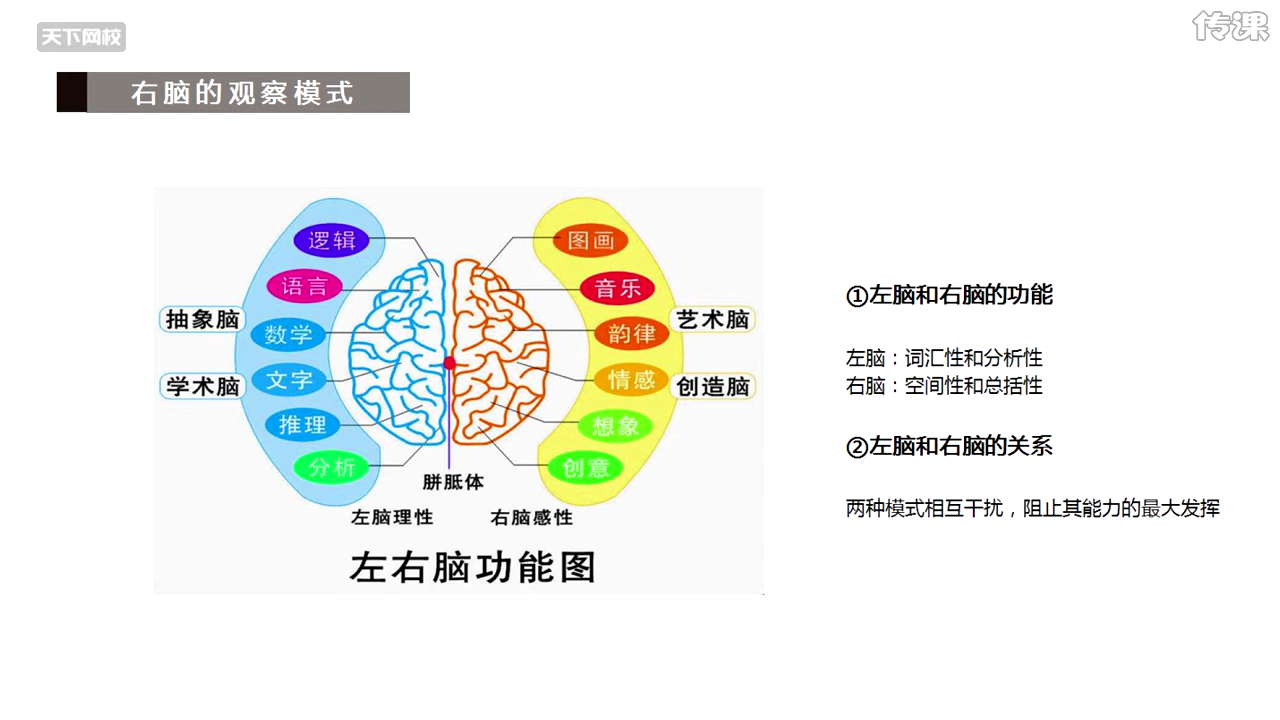 天下网校
传课
右脑的观察模式
逻辑
语言
数学
文字
推理
分析
抽象脑
学术脑
图画
音乐
韵律
情感
想象
创意
艺术脑
创造脑
胼胝体
左脑理性
右脑感性
左右脑功能图
①左脑和右脑的功能
左脑：词汇性和分析性
右脑：空间性和总括性
②左脑和右脑的关系
两种模式相互干扰，阻止其能力的最大发挥